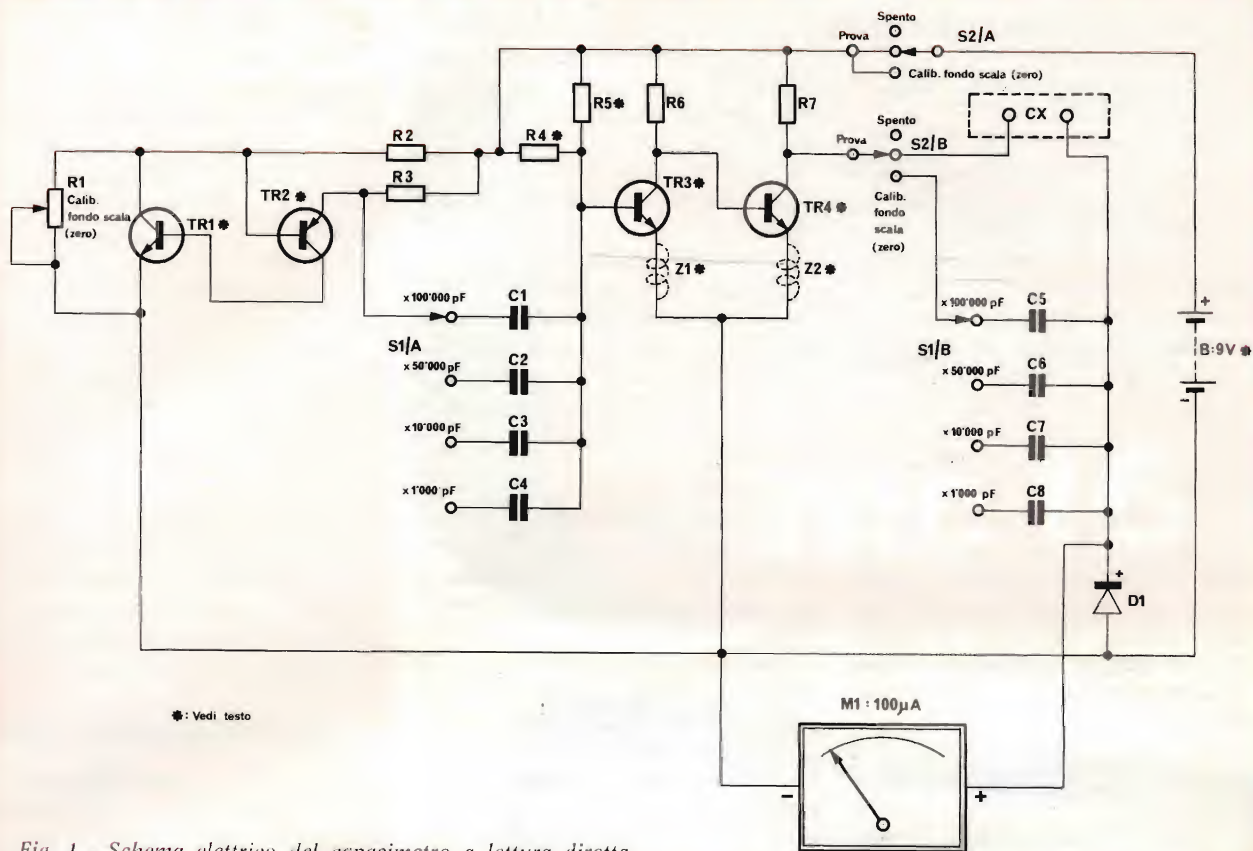 Spento
Prova
S2/A
Calib. fondo scala (zero)
R5*
R6
R7
CX
Spento
Prova
S2/B
Calib.
fondo
scala
(zero)
R2
R4*
R3
R1
Calib.
fondo scala
(zero)
TR1*
TR2*
TR3*
TR4*
Z1*
Z2*
x 100'000 pF
C1
S1/A
x 50'000 pF
C2
x 10'000 pF
C3
x 1'000 pF
C4
x 100'000 pF
C5
S1/B
x 50'000 pF
C6
x 10'000 pF
C7
x 1'000 pF
C8
+
B:9V*
-
+
D1
*: Vedi testo
M1 : 100µA
-
+
Fig. 1 - Schema elettrico del capacimetro a lettura diretta